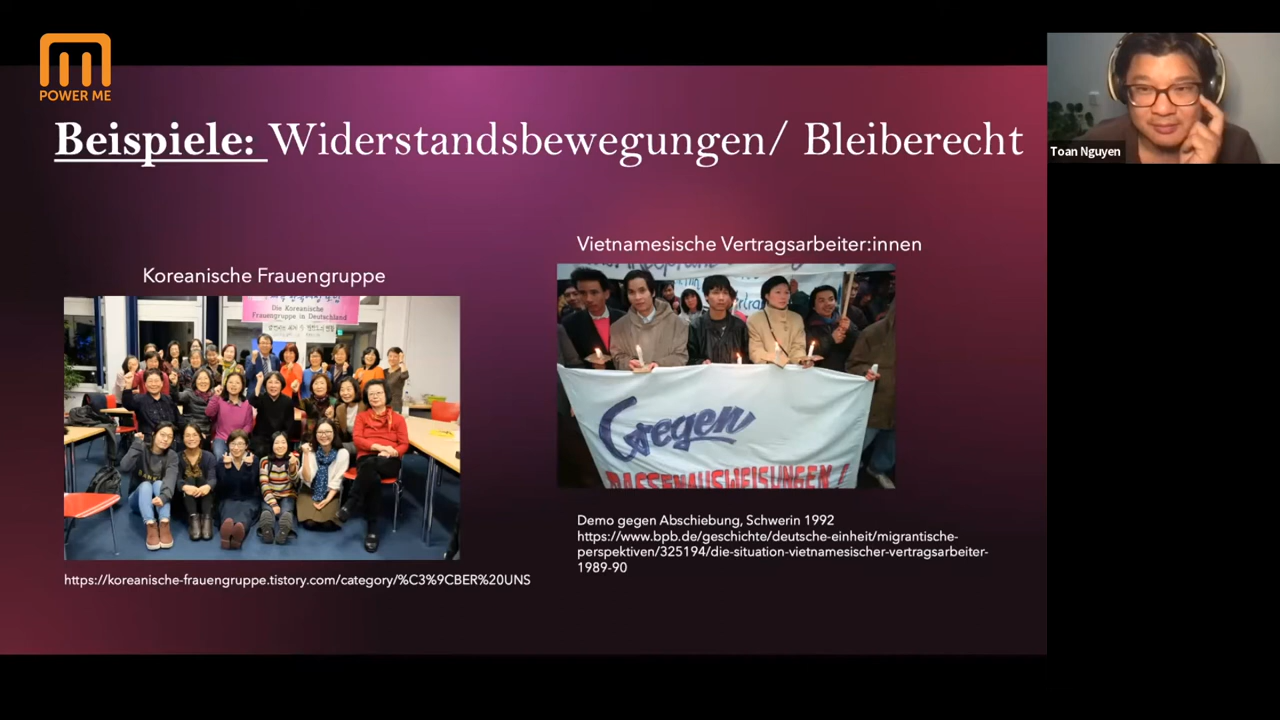 POWER ME
Beispiele: Widerstandsbewegungen/ Bleiberecht
Toan Nguyen
Vietnamesische Vertragsarbeiter:innen
Koreanische Frauengruppe
Die Koreanische
Frauengruppe in Deutschland
Gegen
Demo gegen Abschiebung, Schwerin 1992
https://www.bpb.de/geschichte/deutsche-einheit/migrantische-
perspektiven/325194/die-situation-vietnamesischer-vertragsarbeiter-
1989-90
https://koreanische-frauengruppe.tistory.com/category/%C3%9CBER%20UNS